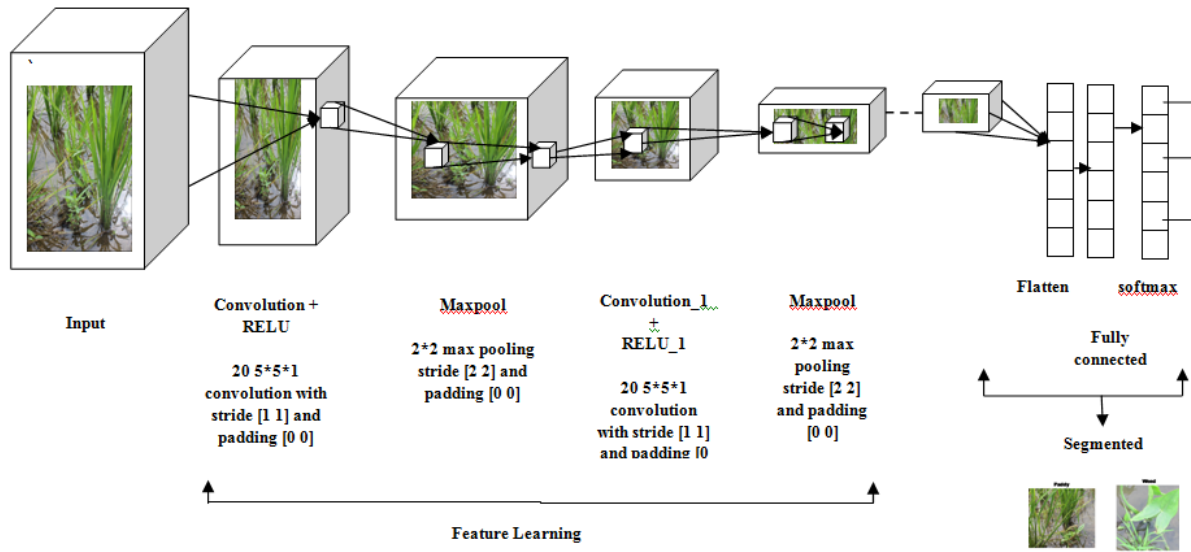 Input
Convolution +
RELU
20 5*5*1
convolution with
stride [1 1] and
padding [0 0]
Maxpool
2*2 max pooling
stride [2 2] and
padding [0 0]
Convolution_1
+
RELU_1
20 5*5*1
convolution
with stride [1 1]
and padding [0
Maxpool
2*2 max
pooling
stride [2 2]
and padding
[0 0]
Flatten
softmax
Fully
connected
Segmented
Paddy
Weed
Feature Learning